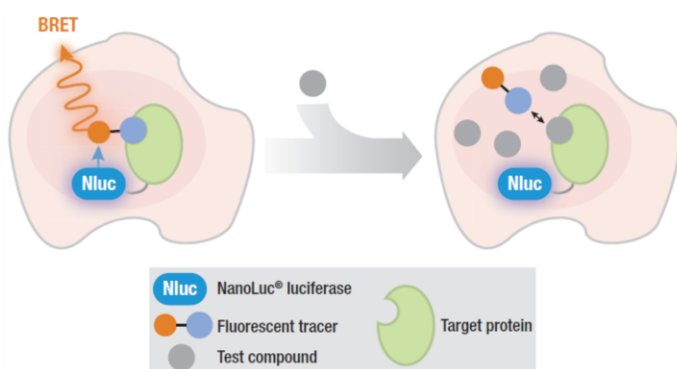 BRET
Nluc
Nluc
Nluc NanoLuc® luciferase
Fluorescent tracer
Target protein
Test compound